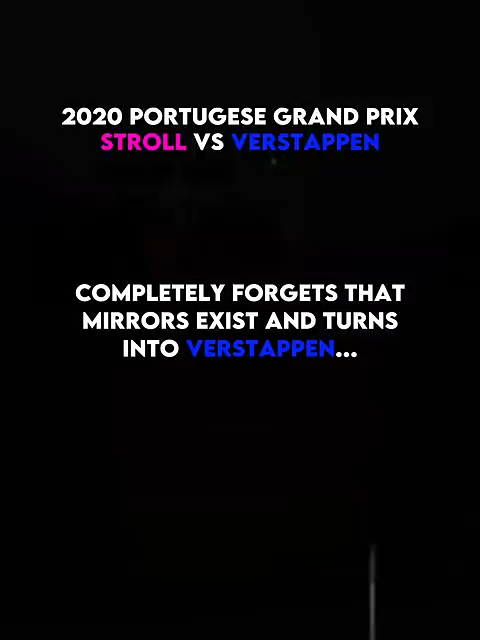 2020 PORTUGESE GRAND PRIX
STROLL VS VERSTAPPEN
COMPLETELY FORGETS THAT
MIRRORS EXIST AND TURNS
INTO VERSTAPPEN...